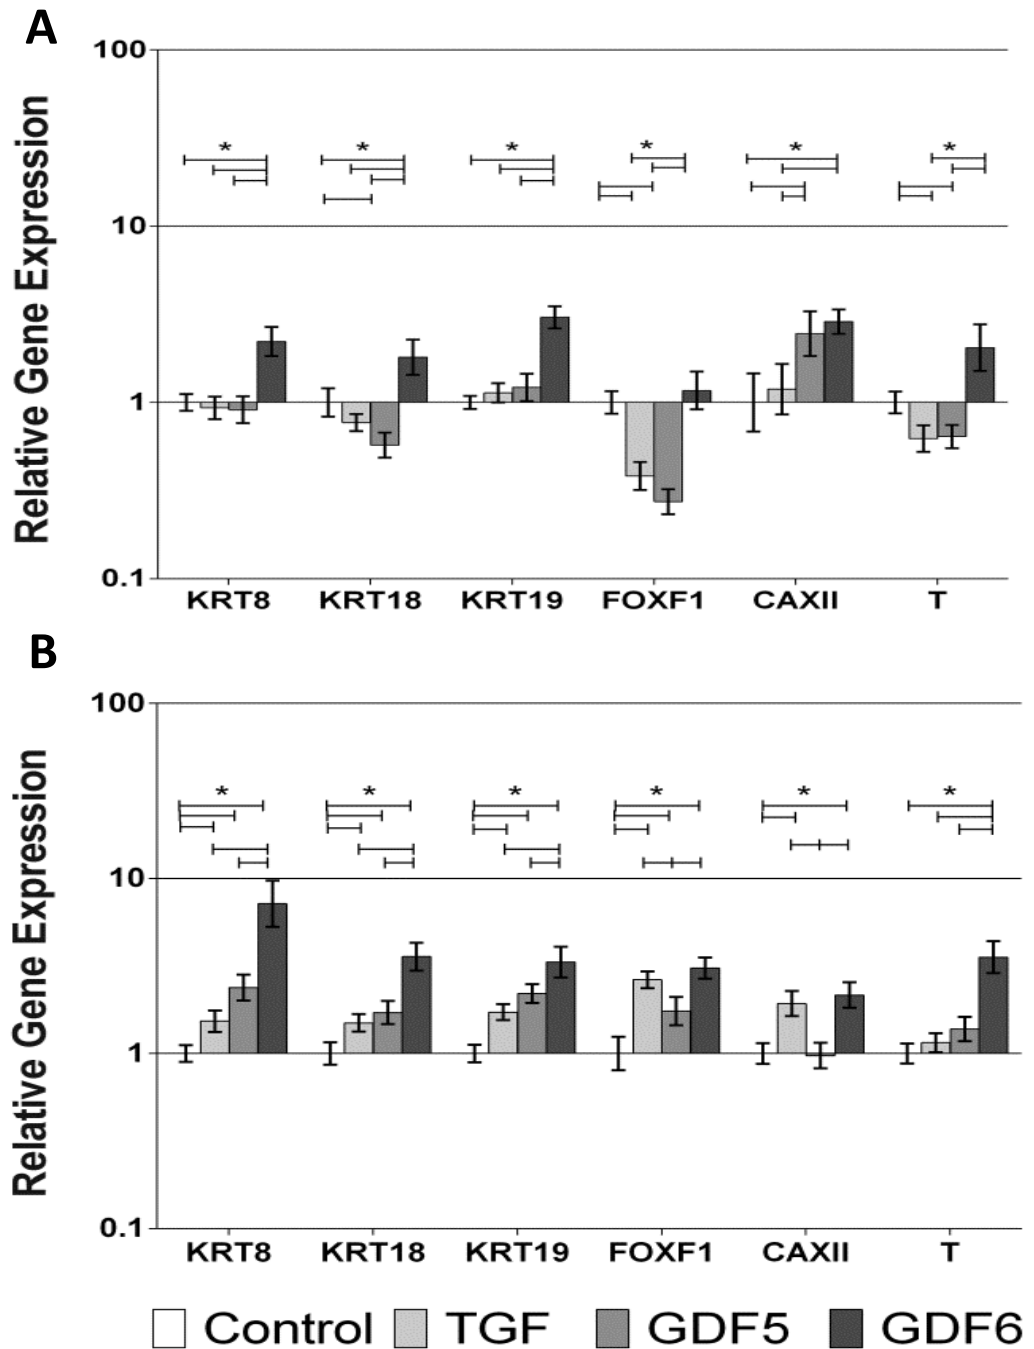 A
Relative Gene Expression
100
10
1
0.1
* * * * * *
KRT8 KRT18 KRT19 FOXF1 CAXII T
B
Relative Gene Expression
100
10
1
0.1
* * * * * *
KRT8 KRT18 KRT19 FOXF1 CAXII T
Control TGF GDF5 GDF6